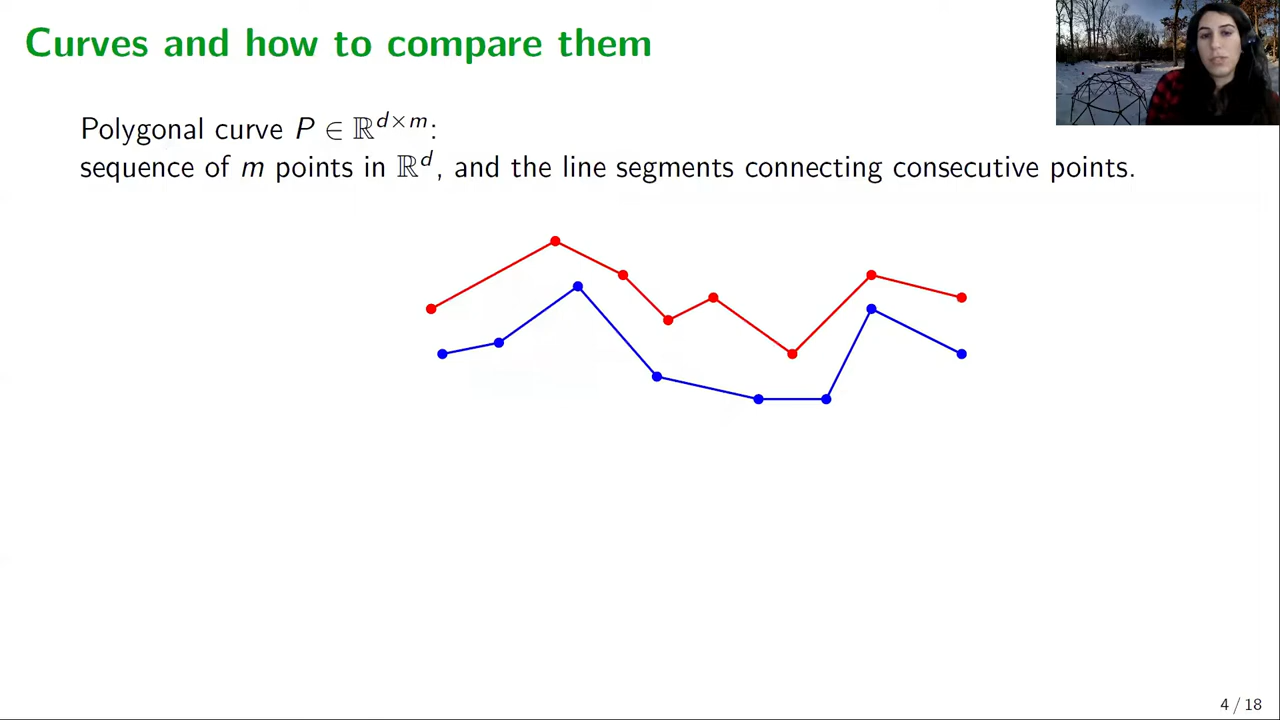 Curves and how to compare them
Polygonal curve P ∈ ℝ^{d×m}:
sequence of m points in ℝ^d, and the line segments connecting consecutive points.
4 / 18